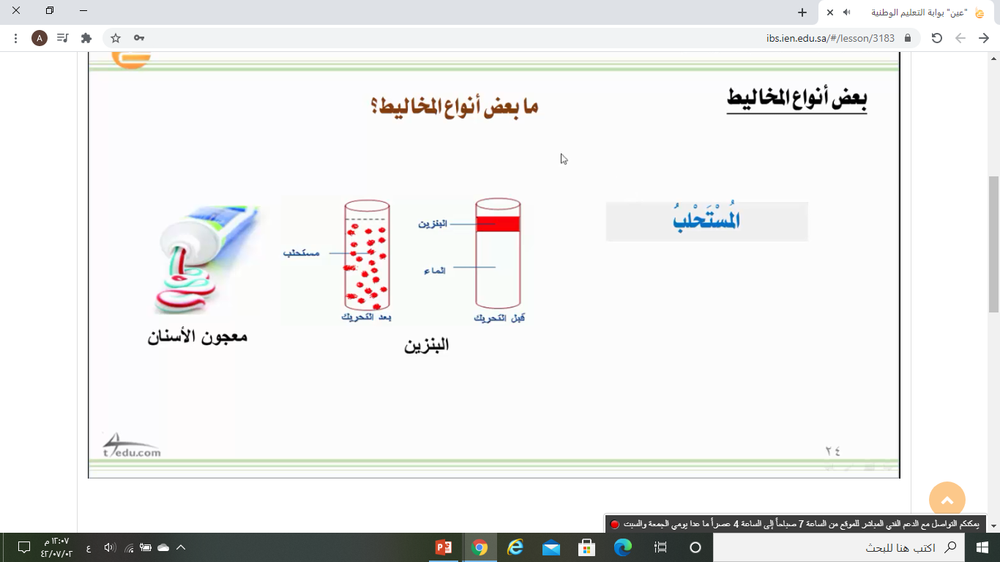 "عين" بوابة التعليم الوطنية
ibs.ien.edu.sa/#/lesson/3183
A
بعض أنواع المخاليط
ما بعض أنواع المخاليط؟
المُسْتَحْلبُ
البنزين
الماء
قبل التحريك
مستحلب
بعد التحريك
البنزين
معجون الأسنان
٢٤
t4edu.com
يمكنكم التواصل مع الدعم الفني المباشر للموقع من الساعة 7 صباحاً إلى الساعة 4 عصراً ما عدا يومي الجمعة والسبت
اكتب هنا للبحث
ع
١٢:٠٧ م
٤٢/٠٧/٠٢